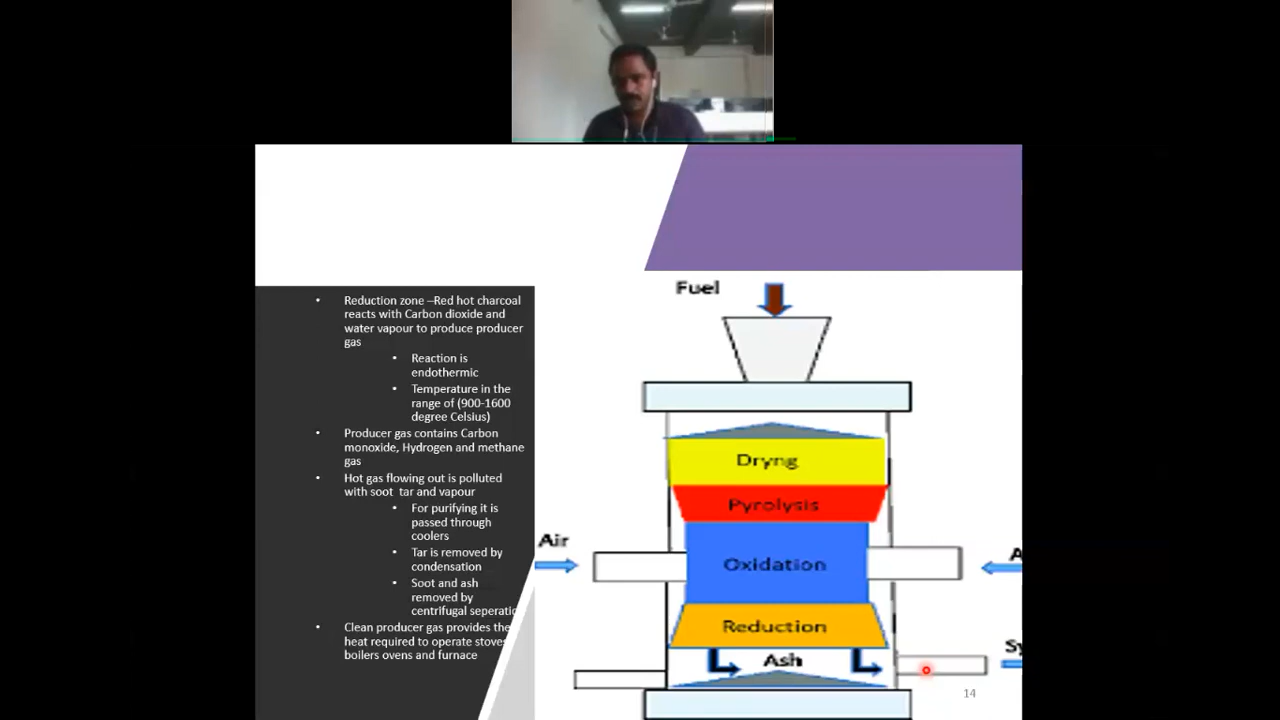 • Reduction zone –Red hot charcoal
reacts with Carbon dioxide and
water vapour to produce producer
gas
• Reaction is
endothermic
• Temperature in the
range of (900-1600
degree Celsius)
• Producer gas contains Carbon
monoxide, Hydrogen and methane
gas
• Hot gas flowing out is polluted
with soot tar and vapour
• For purifying it is
passed through
coolers
• Tar is removed by
condensation
• Soot and ash
removed by
centrifugal seperatio
• Clean producer gas provides the
heat required to operate stoves
boilers ovens and furnace
Fuel
Dryng
Pyrolysis
Air
Oxidation
A
Reduction
Ash
Sy
14